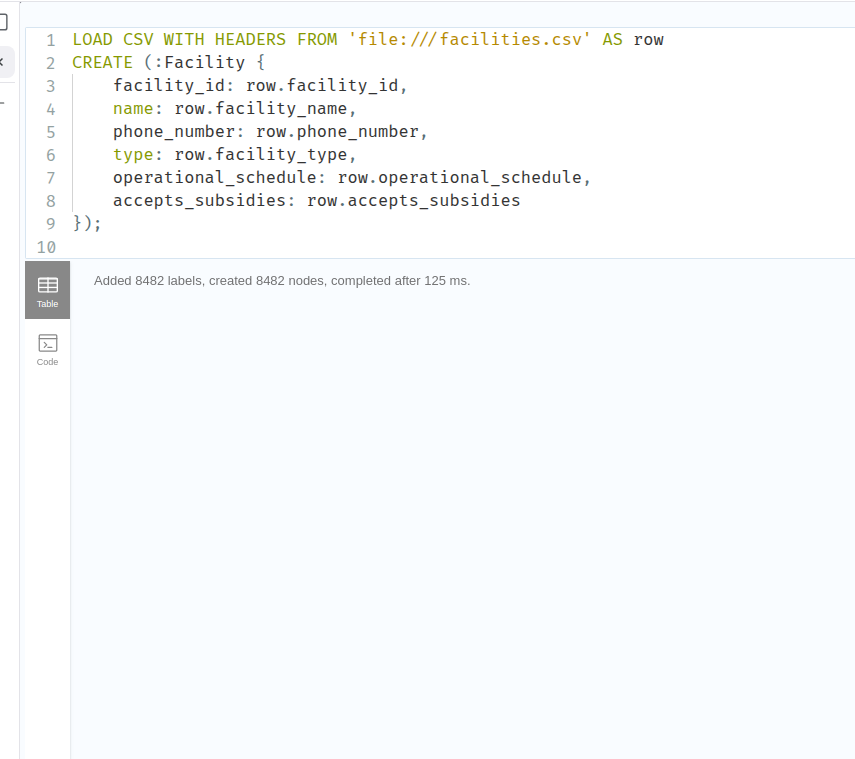 1 LOAD CSV WITH HEADERS FROM 'file:///facilities.csv' AS row
2 CREATE (:Facility {
3 facility_id: row.facility_id,
4 name: row.facility_name,
5 phone_number: row.phone_number,
6 type: row.facility_type,
7 operational_schedule: row.operational_schedule,
8 accepts_subsidies: row.accepts_subsidies
9 });
10
Table
Added 8482 labels, created 8482 nodes, completed after 125 ms.
Code